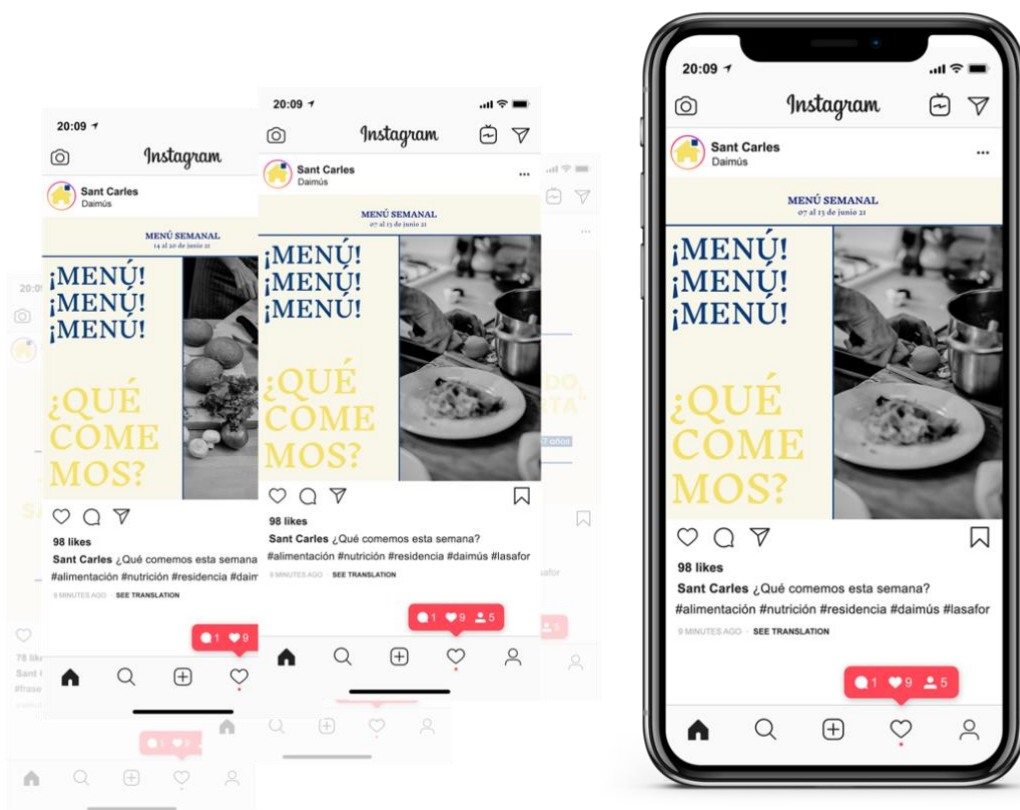 20:09
Instagram
Sant Carles
Daimús
MENÚ SEMANAL
14 al 20 de junio 21
¡MENÚ!
¡MENÚ!
¡MENÚ!
¿QUÉ
COME
MOS?
98 likes
Sant Carles ¿Qué comemos esta semana
#alimentación #nutrición #residencia #daim
9 MINUTES AGO · SEE TRANSLATION
1 9
20:09
Instagram
Sant Carles
Daimús
MENÚ SEMANAL
07 al 13 de junio 21
¡MENÚ!
¡MENÚ!
¡MENÚ!
¿QUÉ
COME
MOS?
98 likes
Sant Carles ¿Qué comemos esta semana?
#alimentación #nutrición #residencia #daimús #lasafor
9 MINUTES AGO · SEE TRANSLATION
1 9 5
20:09
Instagram
Sant Carles
Daimús
MENÚ SEMANAL
07 al 13 de junio 21
¡MENÚ!
¡MENÚ!
¡MENÚ!
¿QUÉ
COME
MOS?
98 likes
Sant Carles ¿Qué comemos esta semana?
#alimentación #nutrición #residencia #daimús #lasafor
9 MINUTES AGO · SEE TRANSLATION
1 9 5